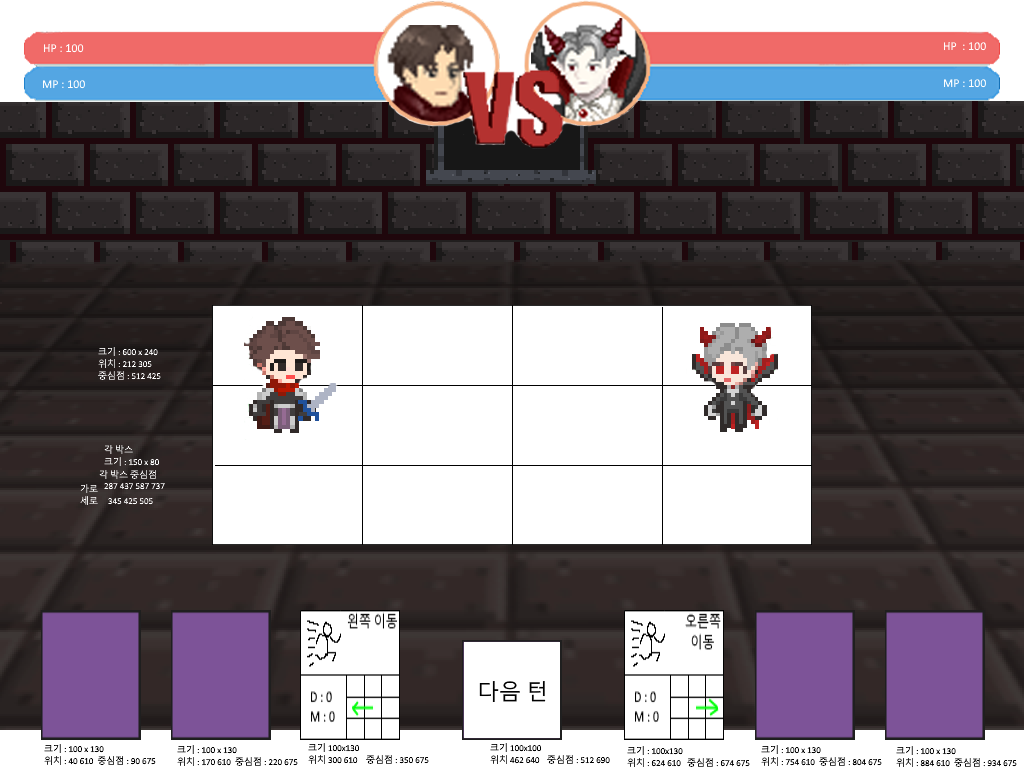 HP : 100
HP : 100
MP : 100
MP : 100
VS
크기 : 600 x 240
위치 : 212 305
중심점 : 512 425
각 박스
크기 : 150 x 80
각 박스 중심점
가로 287 437 587 737
세로 345 425 505
왼쪽 이동
D : 0
M : 0
다음 턴
오른쪽
이동
D : 0
M : 0
크기 : 100 x 130
위치 : 40 610 중심점 : 90 675
크기 : 100 x 130
위치 : 170 610 중심점 : 220 675
크기 100x130
위치 300 610 중심점 : 350 675
크기 100x100
위치 462 640 중심점 : 512 690
크기 : 100x130
위치 : 624 610 중심점 : 674 675
크기 : 100 x 130
위치 : 754 610 중심점 : 804 675
크기 : 100 x 130
위치 : 884 610 중심점 : 934 675